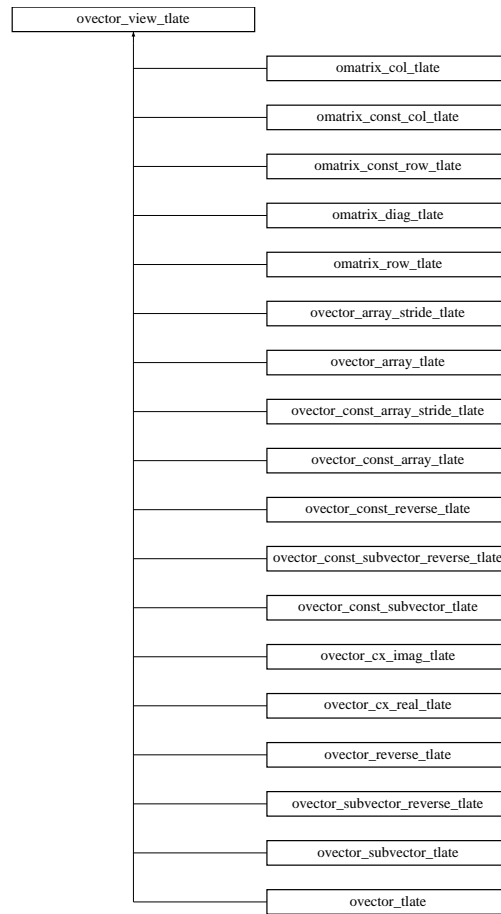 ovector_view_tlate
omatrix_col_tlate
omatrix_const_col_tlate
omatrix_const_row_tlate
omatrix_diag_tlate
omatrix_row_tlate
ovector_array_stride_tlate
ovector_array_tlate
ovector_const_array_stride_tlate
ovector_const_array_tlate
ovector_const_reverse_tlate
ovector_const_subvector_reverse_tlate
ovector_const_subvector_tlate
ovector_cx_imag_tlate
ovector_cx_real_tlate
ovector_reverse_tlate
ovector_subvector_reverse_tlate
ovector_subvector_tlate
ovector_tlate